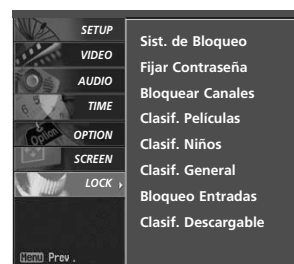 SETUP
VIDEO
AUDIO
TIME
OPTION
SCREEN
LOCK
Sist. de Bloqueo
Fijar Contraseña
Bloquear Canales
Clasif. Películas
Clasif. Niños
Clasif. General
Bloqueo Entradas
Clasif. Descargable
Option
Menu Prev.